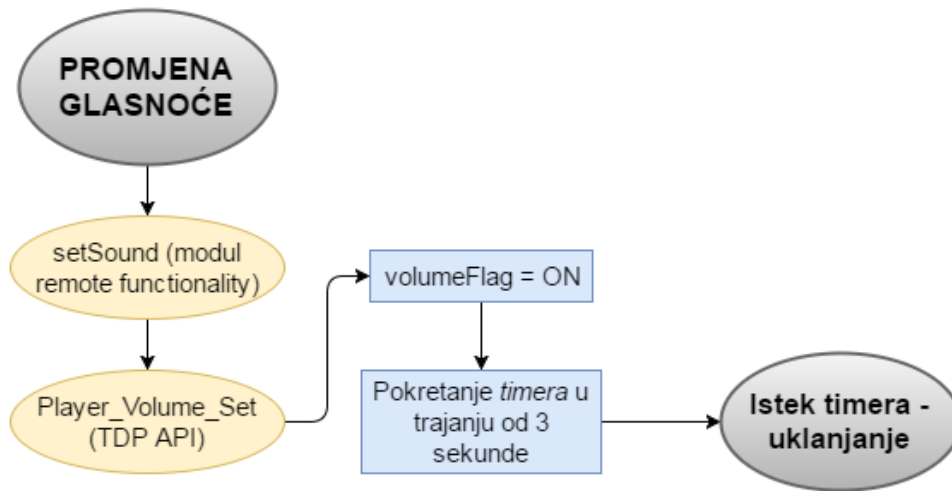 PROMJENA
GLASNOĆE
setSound (modul
remote functionality)
Player_Volume_Set
(TDP API)
volumeFlag = ON
Pokretanje timera u
trajanju od 3
sekunde
Istek timera -
uklanjanje